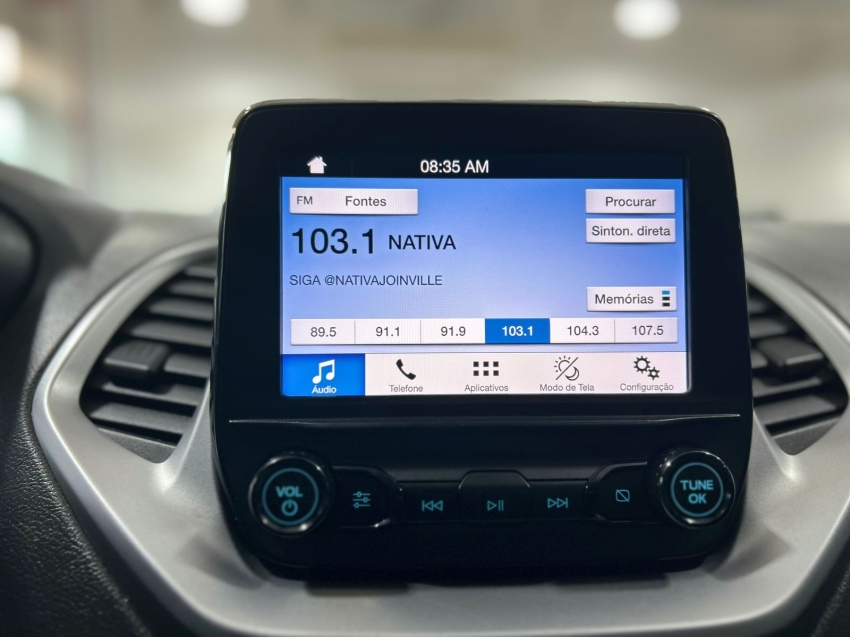 08:35 AM
FM Fontes
Procurar
103.1 NATIVA
Sinton. direta
SIGA @NATIVAJOINVILLE
Memórias
89.5 91.1 91.9 103.1 104.3 107.5
Áudio Telefone Aplicativos Modo de Tela Configuração
VOL
TUNE
OK